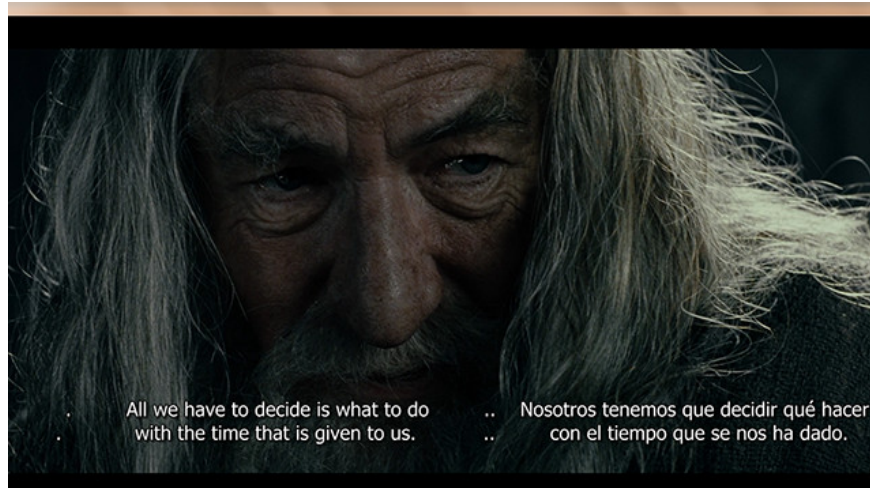 . All we have to decide is what to do
. with the time that is given to us.
.. Nosotros tenemos que decidir qué hacer
.. con el tiempo que se nos ha dado.